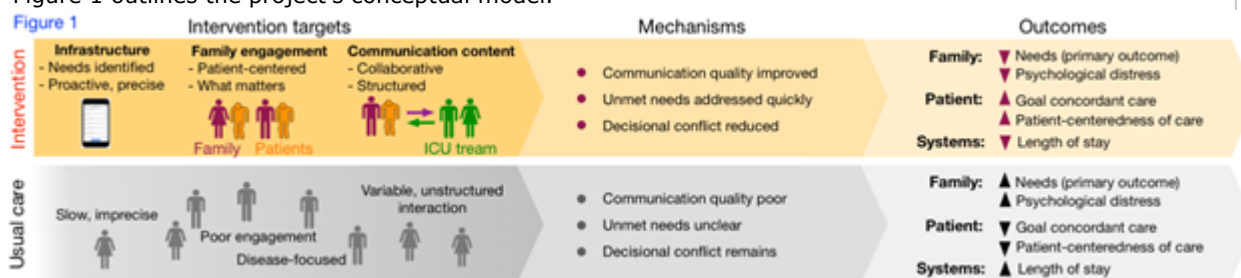 Figure 1 outlines the project's conceptual model.
Figure 1
Intervention targets
Mechanisms
Outcomes
Intervention
Infrastructure
- Needs identified
- Proactive, precise
Family engagement
- Patient-centered
- What matters
Family Patients
Communication content
- Collaborative
- Structured
ICU tream
Communication quality improved
Unmet needs addressed quickly
Decisional conflict reduced
Family: ▼ Needs (primary outcome)
▼ Psychological distress
Patient: ▲ Goal concordant care
▲ Patient-centeredness of care
Systems: ▼ Length of stay
Usual care
Slow, imprecise
Poor engagement
Disease-focused
Variable, unstructured
interaction
Communication quality poor
Unmet needs unclear
Decisional conflict remains
Family: ▲ Needs (primary outcome)
▲ Psychological distress
Patient: ▼ Goal concordant care
▼ Patient-centeredness of care
Systems: ▲ Length of stay